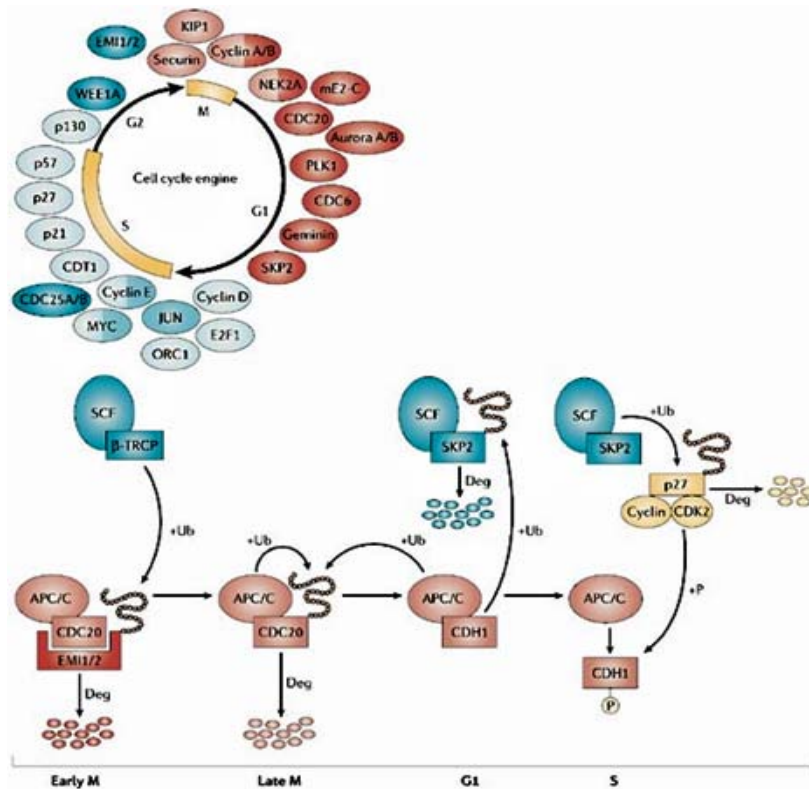 KIP1
EMI1/2
Securin
Cyclin A/B
WEE1A
NEK2A
mE2-C
p130
G2
M
CDC20
Aurora A/B
p57
Cell cycle engine
PLK1
p27
G1
CDC6
p21
S
Geminin
CDT1
SKP2
CDC25A/B
Cyclin E
Cyclin D
MYC
JUN
E2F1
ORC1
SCF
β-TRCP
SCF
SKP2
SCF
SKP2
+Ub
p27
Deg
Deg
Cyclin
CDK2
+Ub
+Ub
+Ub
+Ub
+P
APC/C
CDC20
EMI1/2
APC/C
CDC20
APC/C
CDH1
APC/C
CDH1
P
Deg
Deg
Early M
Late M
G1
S